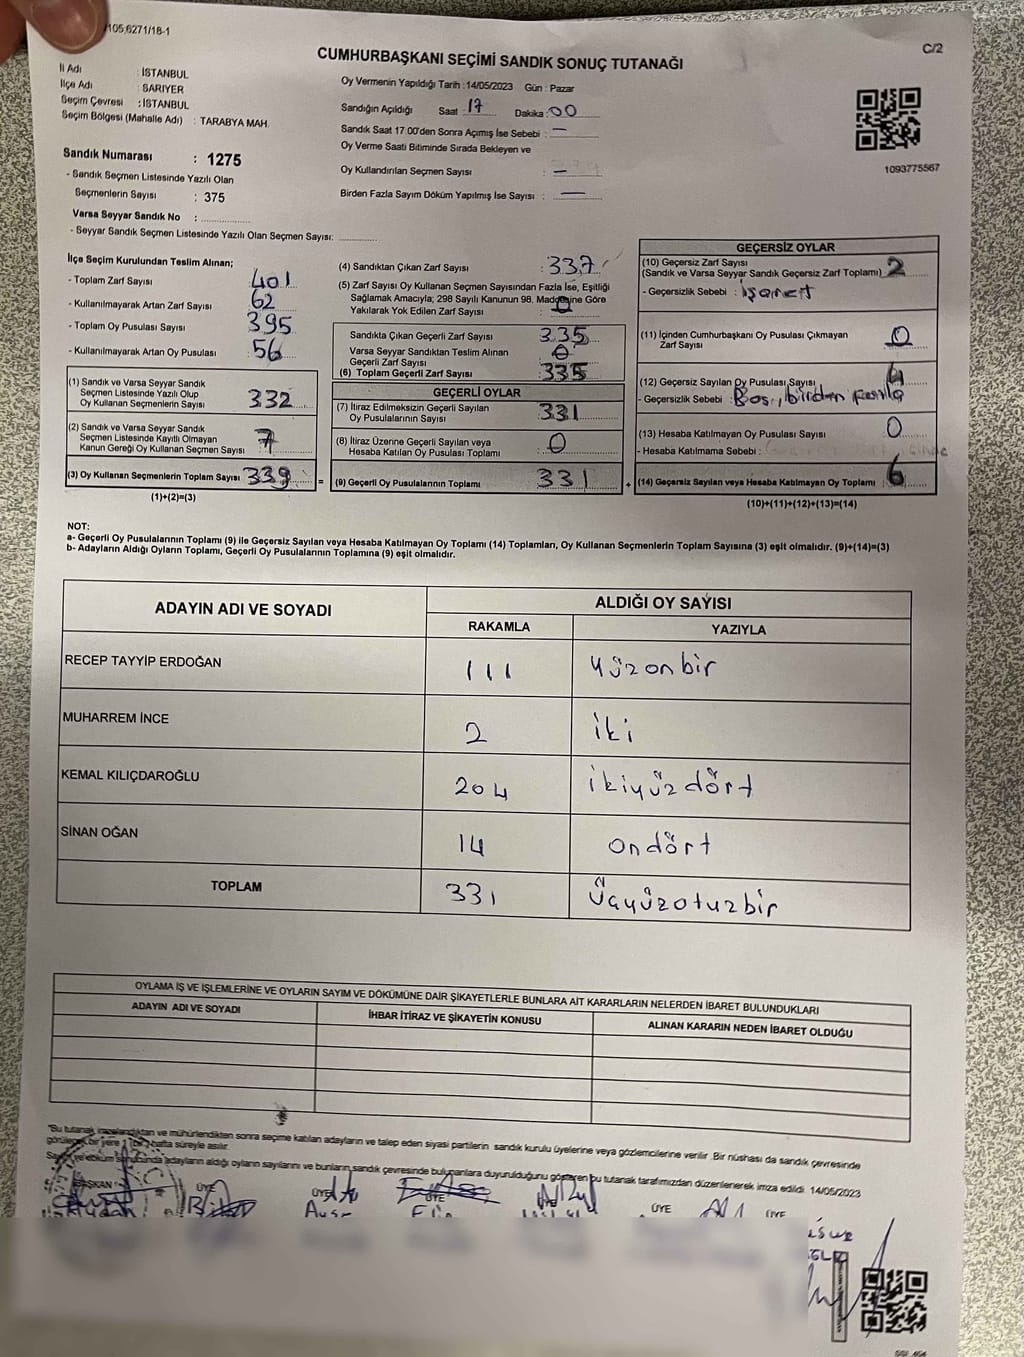 /105,6271/18-1
C/2
CUMHURBAŞKANI SEÇİMİ SANDIK SONUÇ TUTANAĞI
İl Adı : İSTANBUL
İlçe Adı : SARIYER
Seçim Çevresi : İSTANBUL
Seçim Bölgesi (Mahalle Adı) : TARABYA MAH.
Oy Vermenin Yapıldığı Tarih : 14/05/2023 Gün : Pazar
Sandığın Açıldığı Saat : 17 Dakika : 00
Sandık Saat 17.00'den Sonra Açımış İse Sebebi : —
Oy Verme Saati Bitiminde Sırada Bekleyen ve
Oy Kullandırılan Seçmen Sayısı : —
Birden Fazla Sayım Döküm Yapılmış İse Sayısı : —
1093775567
Sandık Numarası : 1275
- Sandık Seçmen Listesinde Yazılı Olan
Seçmenlerin Sayısı : 375
Varsa Seyyar Sandık No :
- Seyyar Sandık Seçmen Listesinde Yazılı Olan Seçmen Sayısı:
İlçe Seçim Kurulundan Teslim Alınan;
- Toplam Zarf Sayısı 401
- Kullanılmayarak Artan Zarf Sayısı 62
- Toplam Oy Pusulası Sayısı 395
- Kullanılmayarak Artan Oy Pusulası 56
(1) Sandık ve Varsa Seyyar Sandık
Seçmen Listesinde Yazılı Olup
Oy Kullanan Seçmenlerin Sayısı 332
(2) Sandık ve Varsa Seyyar Sandık
Seçmen Listesinde Kayıtlı Olmayan
Kanun Gereği Oy Kullanan Seçmen Sayısı 7
(3) Oy Kullanan Seçmenlerin Toplam Sayısı 339 =
(1)+(2)=(3)
(4) Sandıktan Çıkan Zarf Sayısı : 337
(5) Zarf Sayısı Oy Kullanan Seçmen Sayısından Fazla İse, Eşitliği
Sağlamak Amacıyla; 298 Sayılı Kanunun 98. Maddesine Göre
Yakılarak Yok Edilen Zarf Sayısı : 0
Sandıkta Çıkan Geçerli Zarf Sayısı 335
Varsa Seyyar Sandıktan Teslim Alınan
Geçerli Zarf Sayısı 0
(6) Toplam Geçerli Zarf Sayısı 335
GEÇERLİ OYLAR
(7) İtiraz Edilmeksizin Geçerli Sayılan
Oy Pusulalarının Sayısı 331
(8) İtiraz Üzerine Geçerli Sayılan veya
Hesaba Katılan Oy Pusulası Toplamı 0
(9) Geçerli Oy Pusulalarının Toplamı 331 +
GEÇERSİZ OYLAR
(10) Geçersiz Zarf Sayısı
(Sandık ve Varsa Seyyar Sandık Geçersiz Zarf Toplamı) 2
- Geçersizlik Sebebi : işaret
(11) İçinden Cumhurbaşkanı Oy Pusulası Çıkmayan
Zarf Sayısı 0
(12) Geçersiz Sayılan Oy Pusulası Sayısı 4
- Geçersizlik Sebebi : Boş, birden fazla
(13) Hesaba Katılmayan Oy Pusulası Sayısı 0
- Hesaba Katılmama Sebebi :
(14) Geçersiz Sayılan veya Hesaba Katılmayan Oy Toplamı : 6
(10)+(11)+(12)+(13)=(14)
NOT:
a- Geçerli Oy Pusulalarının Toplamı (9) ile Geçersiz Sayılan veya Hesaba Katılmayan Oy Toplamı (14) Toplamları, Oy Kullanan Seçmenlerin Toplam Sayısına (3) eşit olmalıdır. (9)+(14)=(3)
b- Adayların Aldığı Oyların Toplamı, Geçerli Oy Pusulalarının Toplamına (9) eşit olmalıdır.
ADAYIN ADI VE SOYADI ALDIĞI OY SAYISI
RAKAMLA YAZIYLA
RECEP TAYYİP ERDOĞAN 111 yüzonbir
MUHARREM İNCE 2 iki
KEMAL KILIÇDAROĞLU 204 ikiyüzdört
SİNAN OĞAN 14 ondört
TOPLAM 331 üçyüzotuzbir
OYLAMA İŞ VE İŞLEMLERİNE VE OYLARIN SAYIM VE DÖKÜMÜNE DAİR ŞİKAYETLERLE BUNLARA AİT KARARLARIN NELERDEN İBARET BULUNDUKLARI
ADAYIN ADI VE SOYADI İHBAR İTİRAZ VE ŞİKAYETİN KONUSU ALINAN KARARIN NEDEN İBARET OLDUĞU
"Bu tutanak imzalandıktan ve mühürlendikten sonra seçime katılan adayların ve talep eden siyasi partilerin sandık kurulu üyelerine veya gözlemcilerine verilir. Bir nüshası da sandık çevresinde
görülecek bir yere 1 (bir) hafta süreyle asılır.
Sayım ve döküm sonucunda adayların aldığı oyların sayılarını ve bunların sandık çevresinde bulunanlara duyurulduğunu gösteren bu tutanak tarafımızdan düzenlenerek imza edildi. 14/05/2023
BAŞKAN ÜYE ÜYE ÜYE ÜYE ÜYE ÜYE